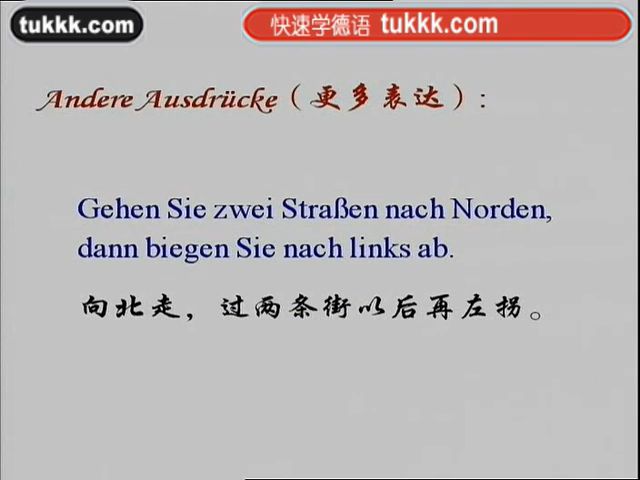 tukkk.com
快速学德语 tukkk.com
Andere Ausdrücke（更多表达）:
Gehen Sie zwei Straßen nach Norden,
dann biegen Sie nach links ab.
向北走，过两条街以后再左拐。